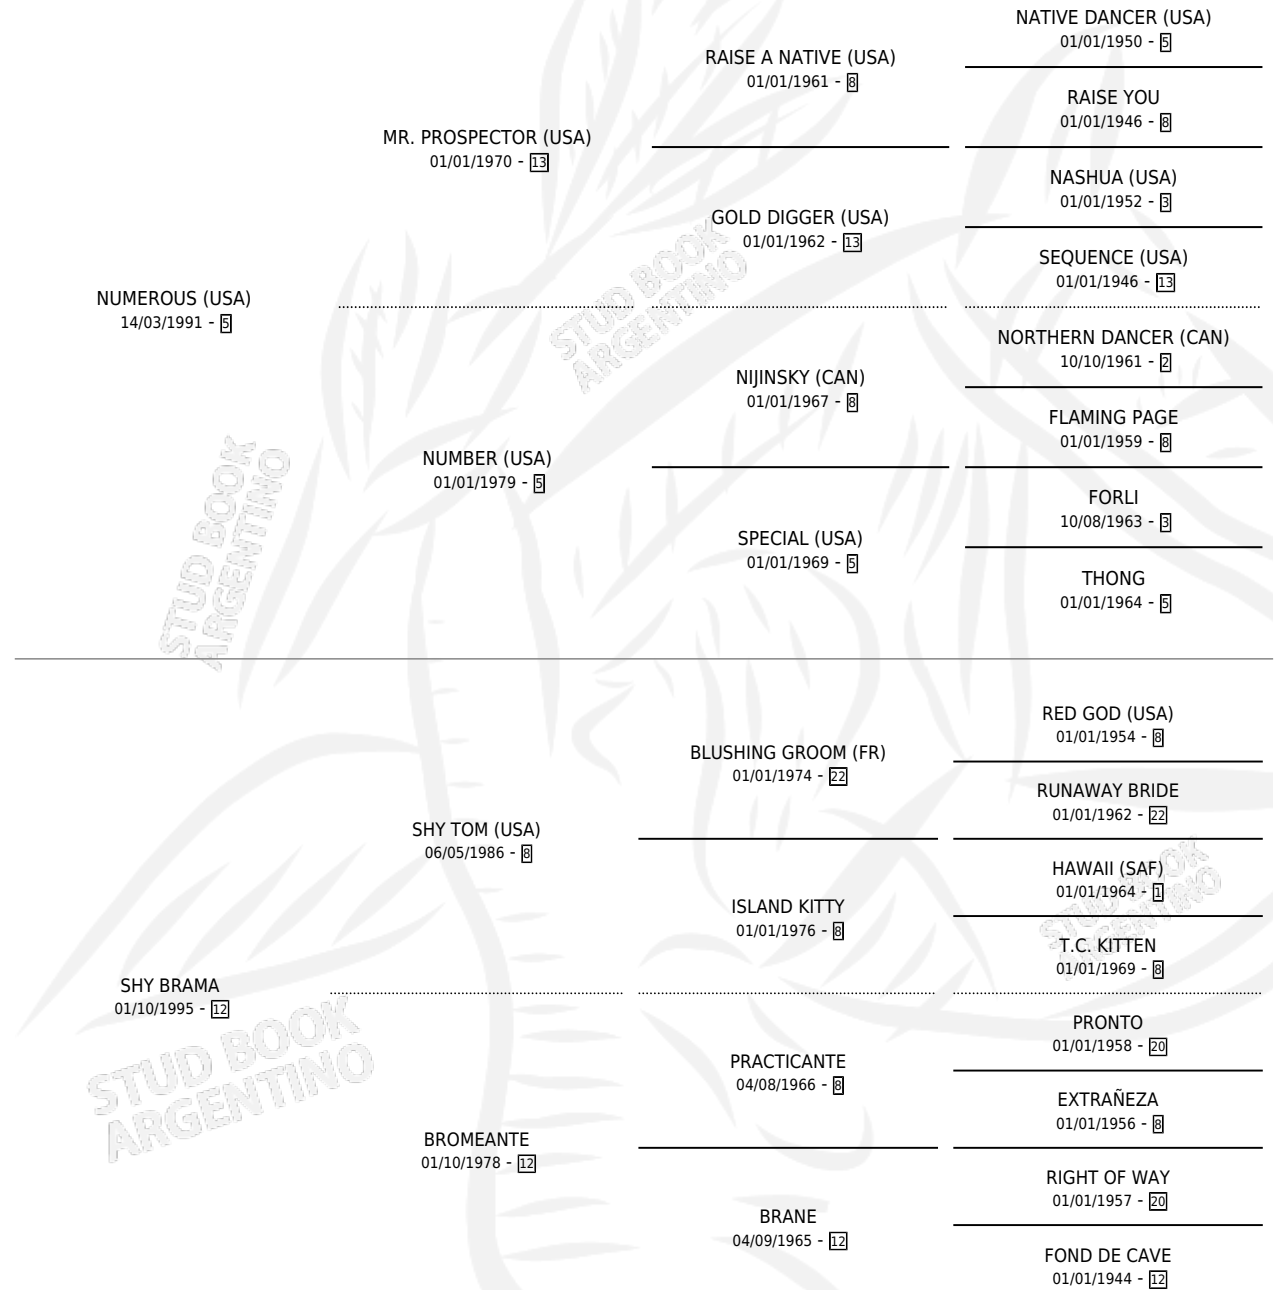 NATIVE DANCER (USA)
01/01/1950 - 5
RAISE A NATIVE (USA)
01/01/1961 - 8
RAISE YOU
01/01/1946 - 8
MR. PROSPECTOR (USA)
01/01/1970 - 13
NASHUA (USA)
01/01/1952 - 3
GOLD DIGGER (USA)
01/01/1962 - 13
SEQUENCE (USA)
01/01/1946 - 13
NUMEROUS (USA)
14/03/1991 - 5
STUD BOOK
ARGENTINO
NORTHERN DANCER (CAN)
10/10/1961 - 2
NIJINSKY (CAN)
01/01/1967 - 8
FLAMING PAGE
01/01/1959 - 8
NUMBER (USA)
01/01/1979 - 5
FORLI
10/08/1963 - 3
SPECIAL (USA)
01/01/1969 - 5
THONG
01/01/1964 - 5
STUD BOOK
ARGENTINO
RED GOD (USA)
01/01/1954 - 8
BLUSHING GROOM (FR)
01/01/1974 - 22
RUNAWAY BRIDE
01/01/1962 - 22
SHY TOM (USA)
06/05/1986 - 8
HAWAII (SAF)
01/01/1964 - 1
ISLAND KITTY
01/01/1976 - 8
STUD BOOK
ARGENTINO
T.C. KITTEN
01/01/1969 - 8
SHY BRAMA
01/10/1995 - 12
PRONTO
01/01/1958 - 20
PRACTICANTE
04/08/1966 - 8
STUD BOOK
ARGENTINO
EXTRAÑEZA
01/01/1956 - 8
BROMEANTE
01/10/1978 - 12
RIGHT OF WAY
01/01/1957 - 20
BRANE
04/09/1965 - 12
FOND DE CAVE
01/01/1944 - 12